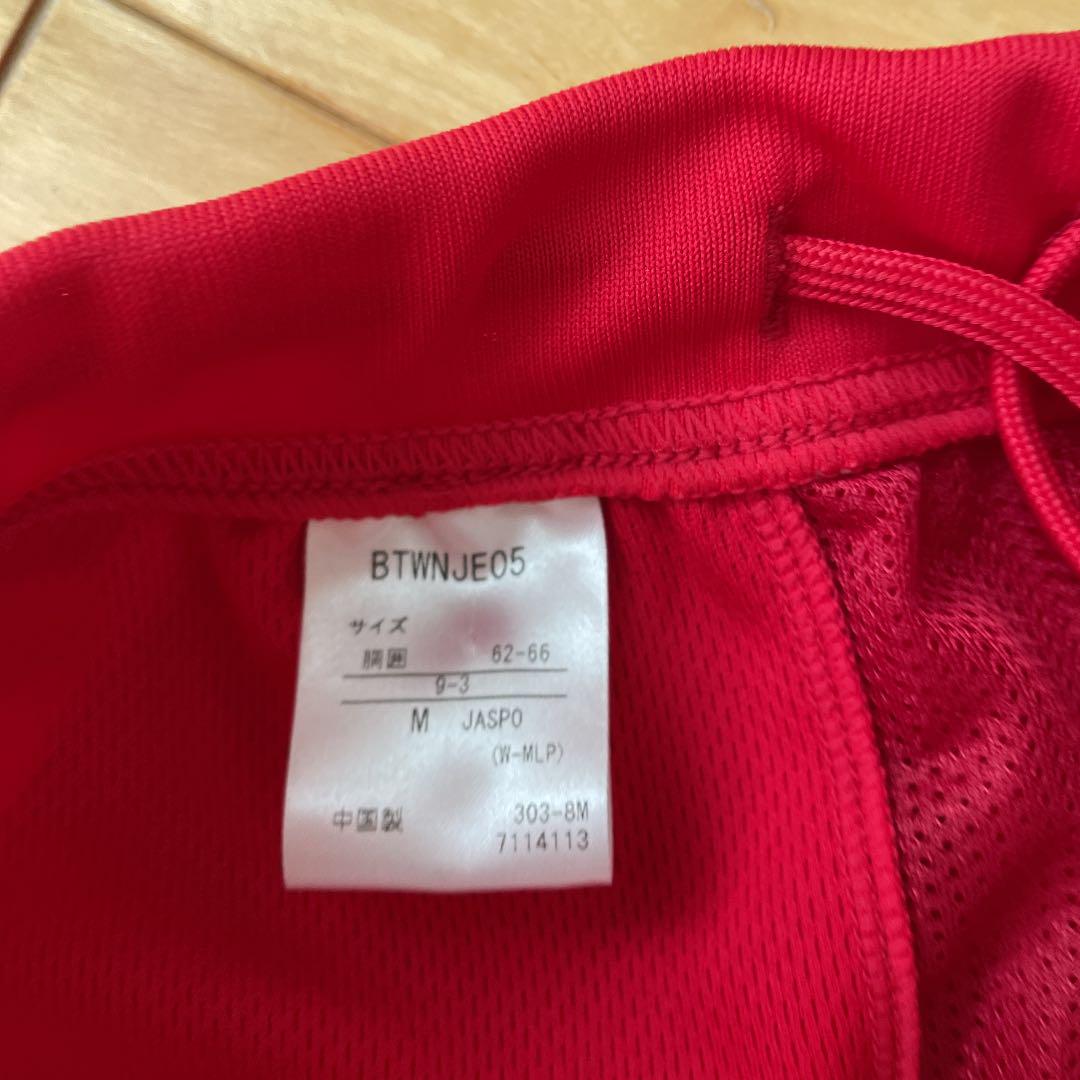 BTWNJE05
サイズ
胴囲 62-66
9-3
M JASPO
(W-MLP)
中国製 303-8M
7114113